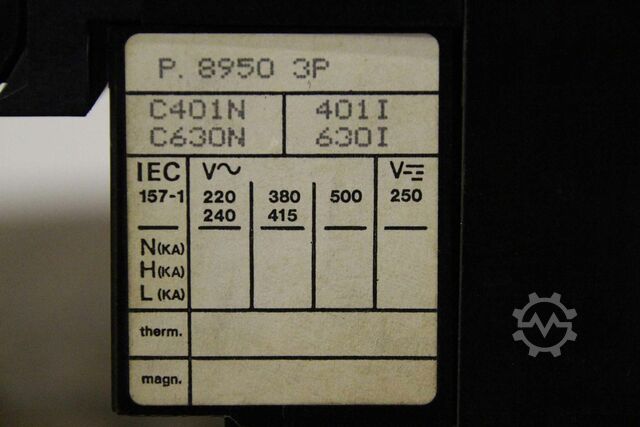 P. 8950 3P
C401N 401I
C630N 630I
IEC V~ V⎓
157-1 220 380 500 250
240 415
N(KA)
H(KA)
L(KA)
therm.
magn.